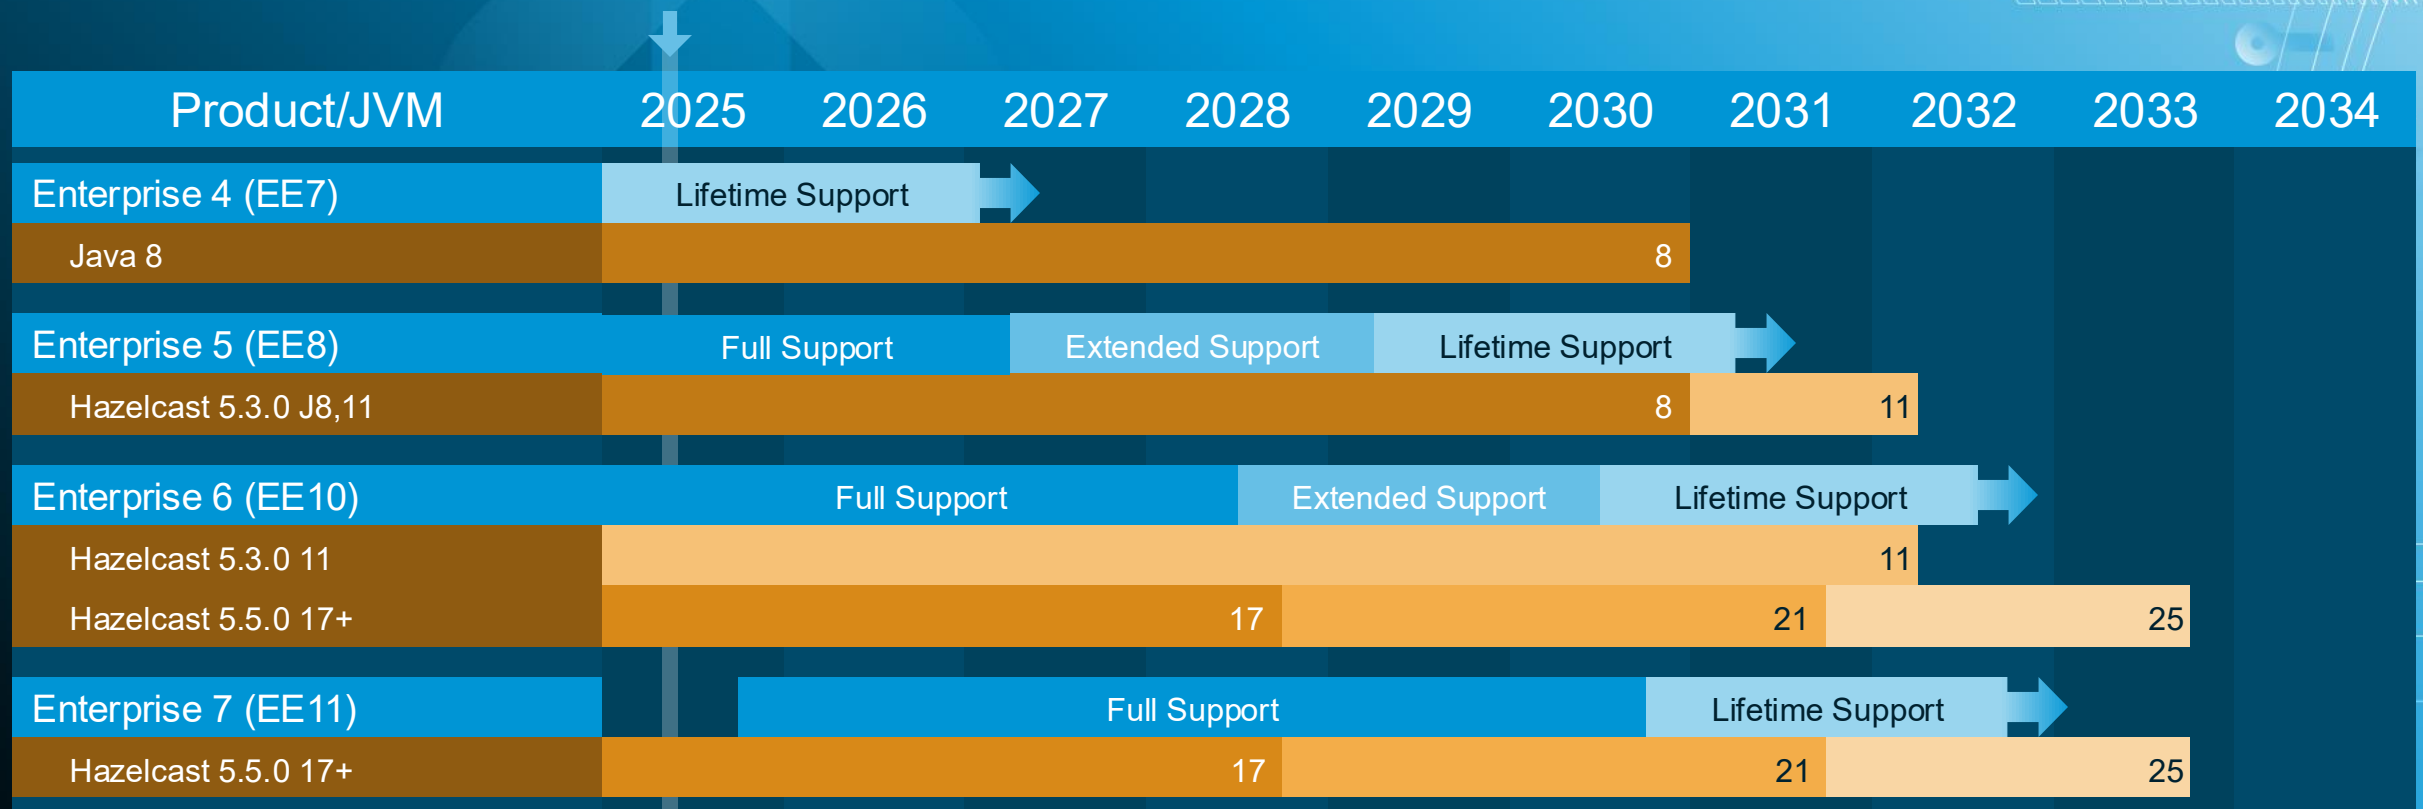 Product/JVM 2025 2026 2027 2028 2029 2030 2031 2032 2033 2034
Enterprise 4 (EE7) Lifetime Support
Java 8 8
Enterprise 5 (EE8) Full Support Extended Support Lifetime Support
Hazelcast 5.3.0 J8,11 8 11
Enterprise 6 (EE10) Full Support Extended Support Lifetime Support
Hazelcast 5.3.0 11 11
Hazelcast 5.5.0 17+ 17 21 25
Enterprise 7 (EE11) Full Support Lifetime Support
Hazelcast 5.5.0 17+ 17 21 25